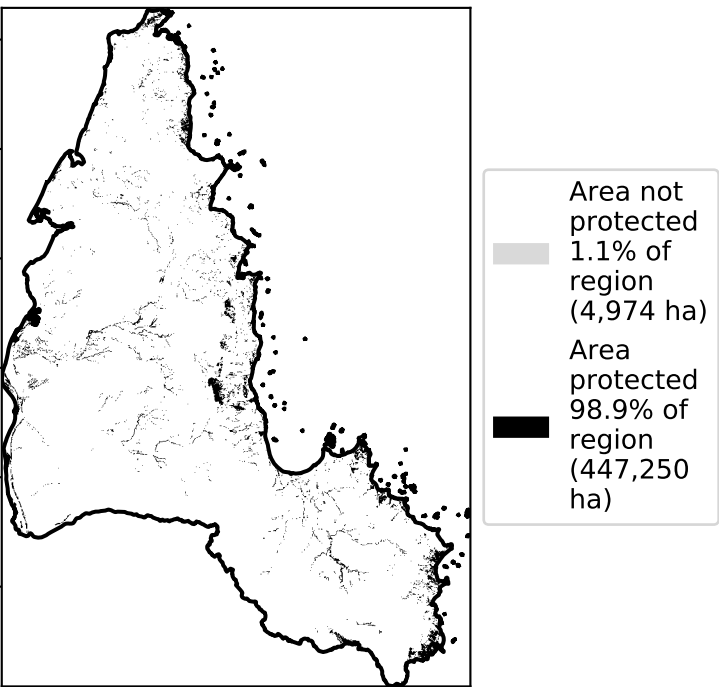 Area not
protected
1.1% of
region
(4,974 ha)
Area
protected
98.9% of
region
(447,250
ha)